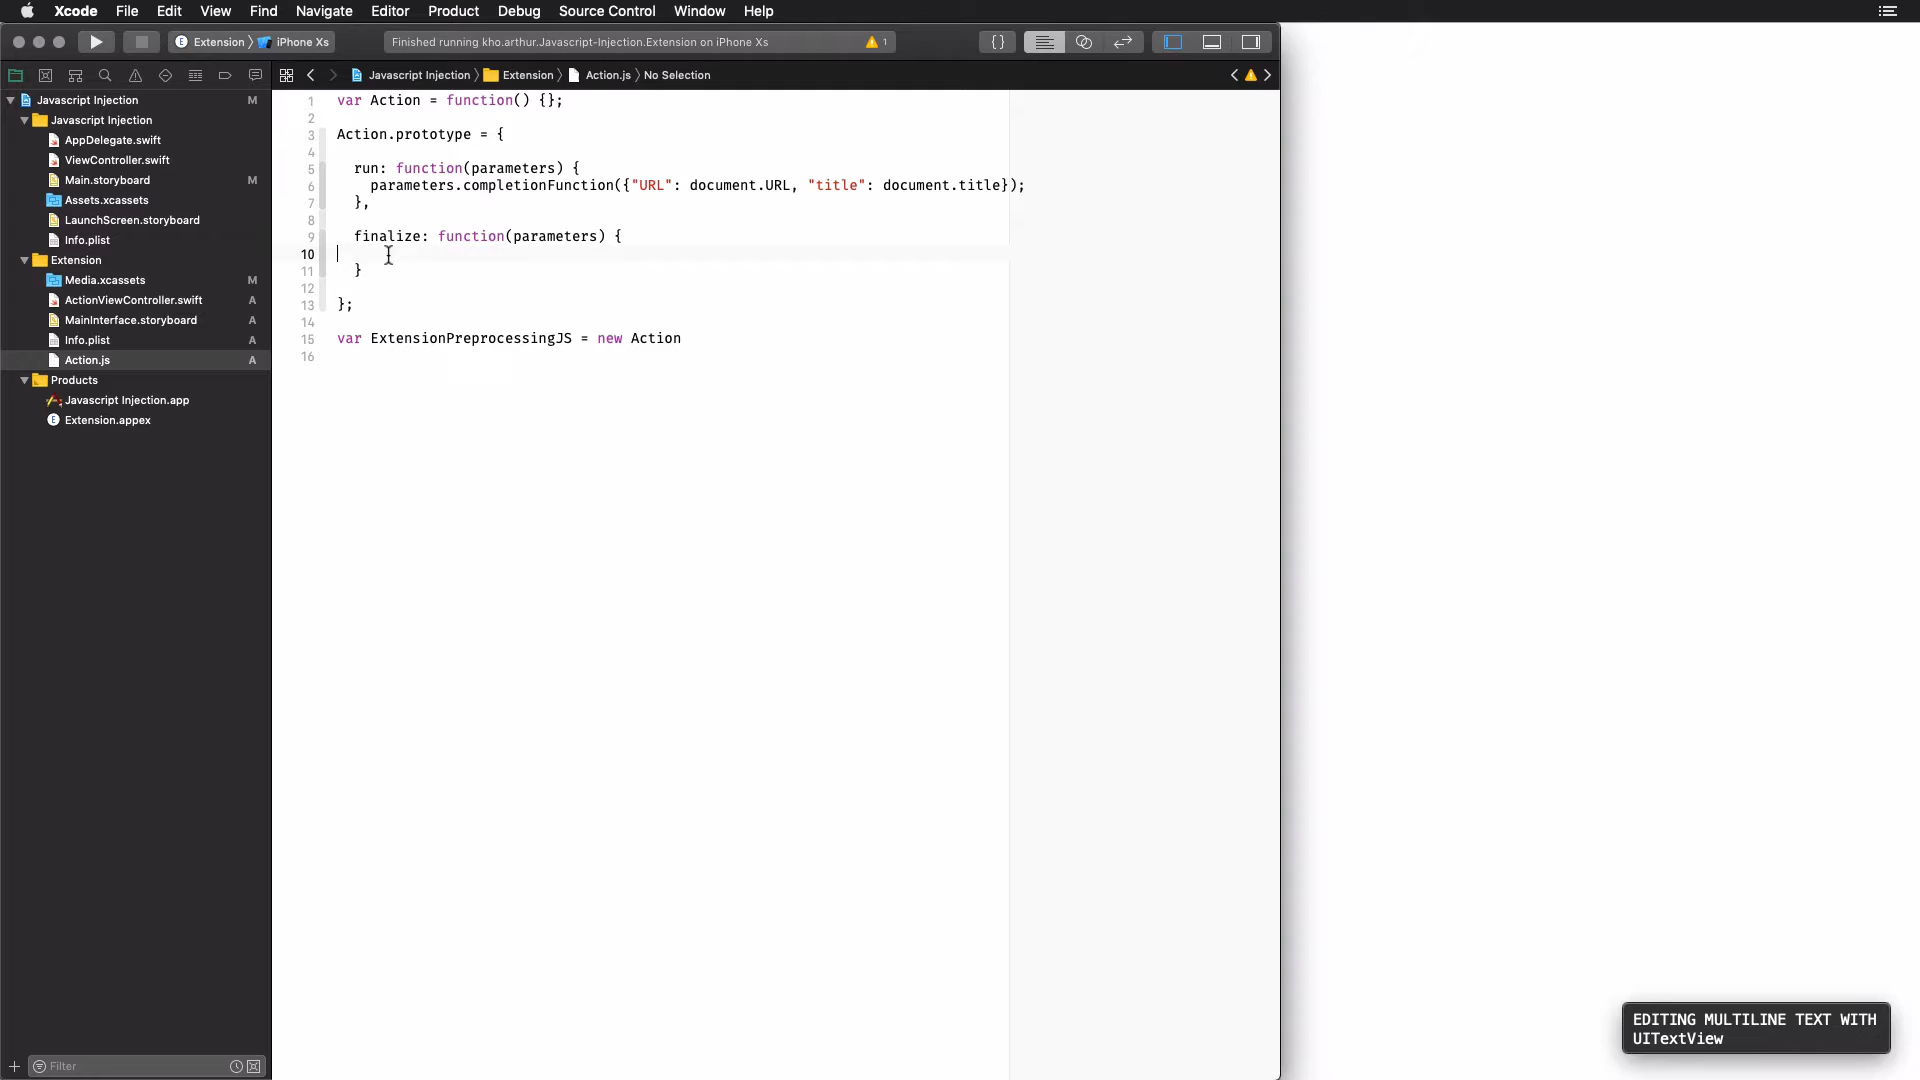 Xcode File Edit View Find Navigate Editor Product Debug Source Control Window Help
Extension iPhone Xs
Finished running kho.arthur.Javascript-Injection.Extension on iPhone Xs
1
{}
Javascript Injection Extension Action.js No Selection
Javascript Injection M
Javascript Injection
AppDelegate.swift
ViewController.swift
Main.storyboard M
Assets.xcassets
LaunchScreen.storyboard
Info.plist
Extension
Media.xcassets M
ActionViewController.swift A
MainInterface.storyboard A
Info.plist A
Action.js A
Products
Javascript Injection.app
E Extension.appex
Filter
1 var Action = function() {};
2
3 Action.prototype = {
4
5 run: function(parameters) {
6 parameters.completionFunction({"URL": document.URL, "title": document.title});
7 },
8
9 finalize: function(parameters) {
10
11 }
12
13 };
14
15 var ExtensionPreprocessingJS = new Action
16
EDITING MULTILINE TEXT WITH
UITextView